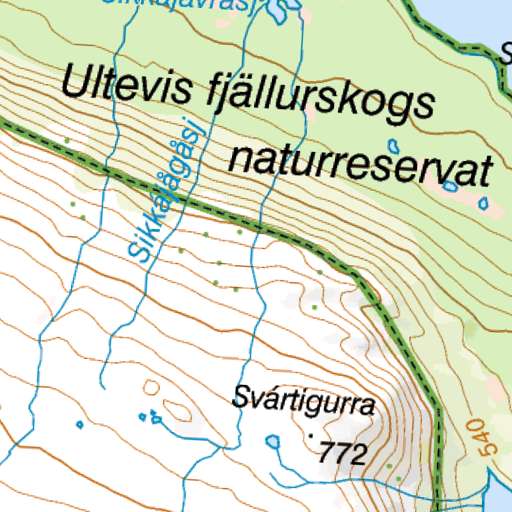 Ultevis fjällurskogs
naturreservat
Sikkajågåsj
Svártigurra
772
540